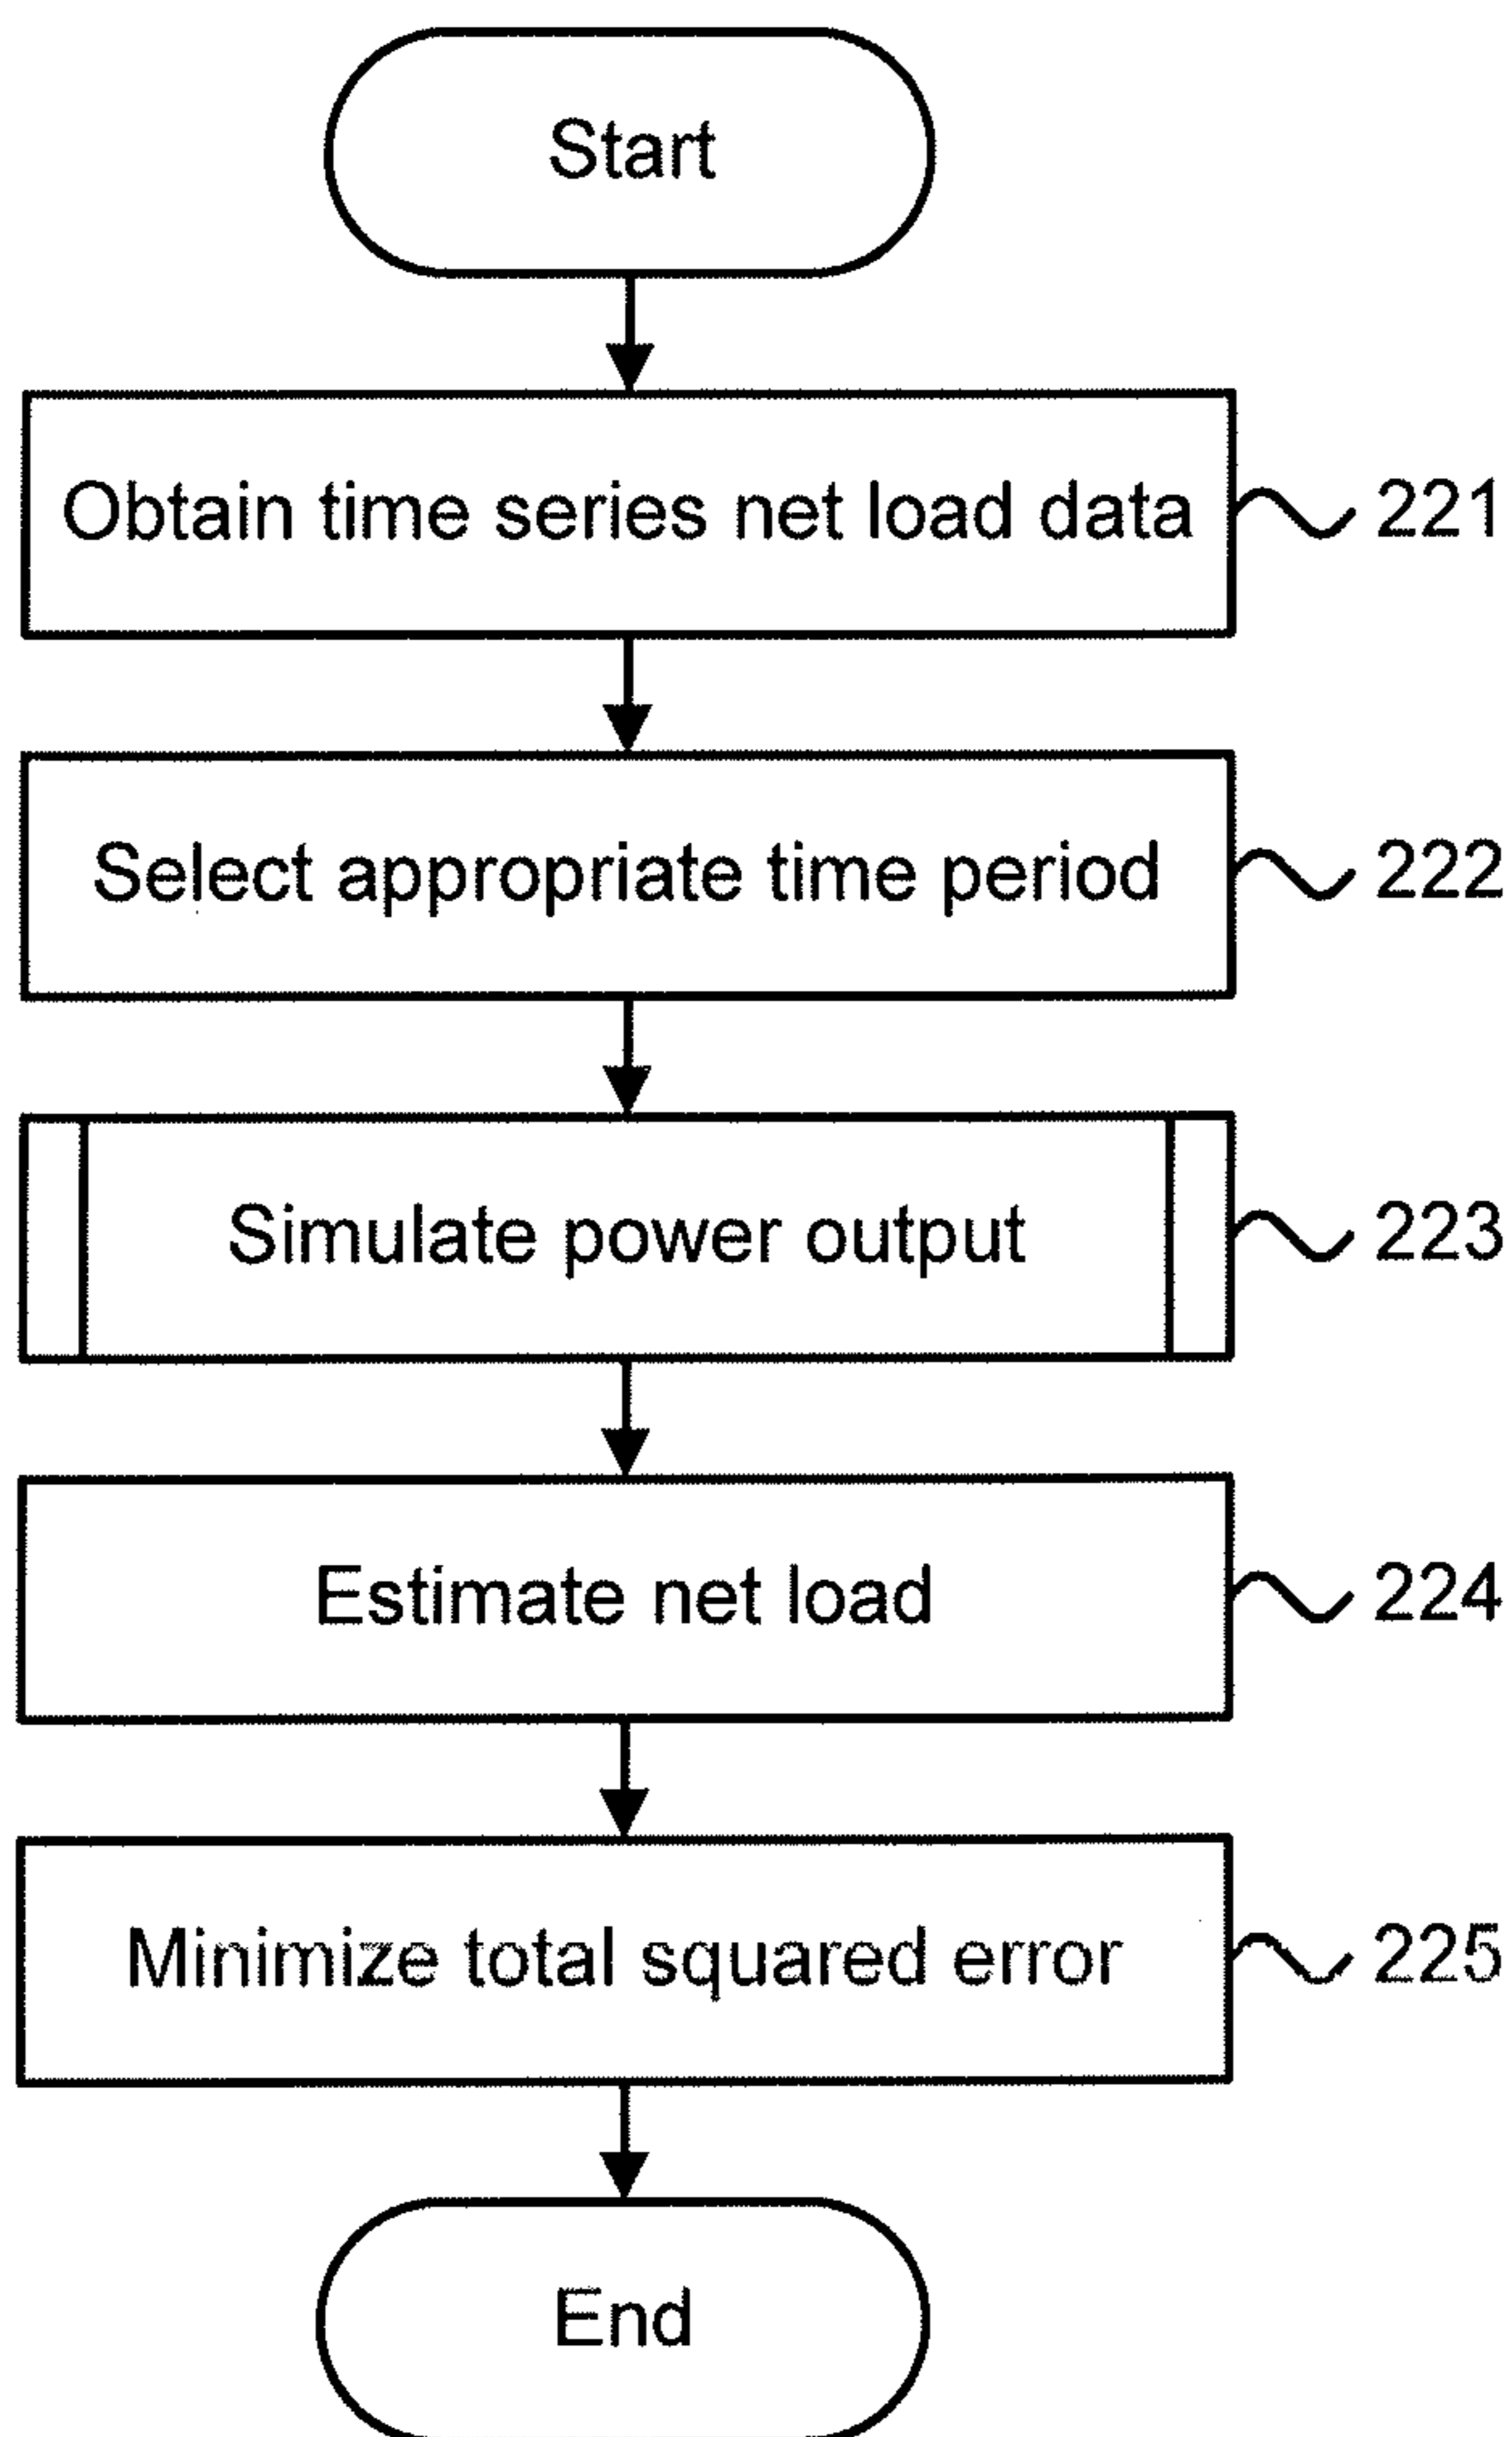 Start
Obtain time series net load data 221
Select appropriate time period 222
Simulate power output 223
Estimate net load 224
Minimize total squared error 225
End